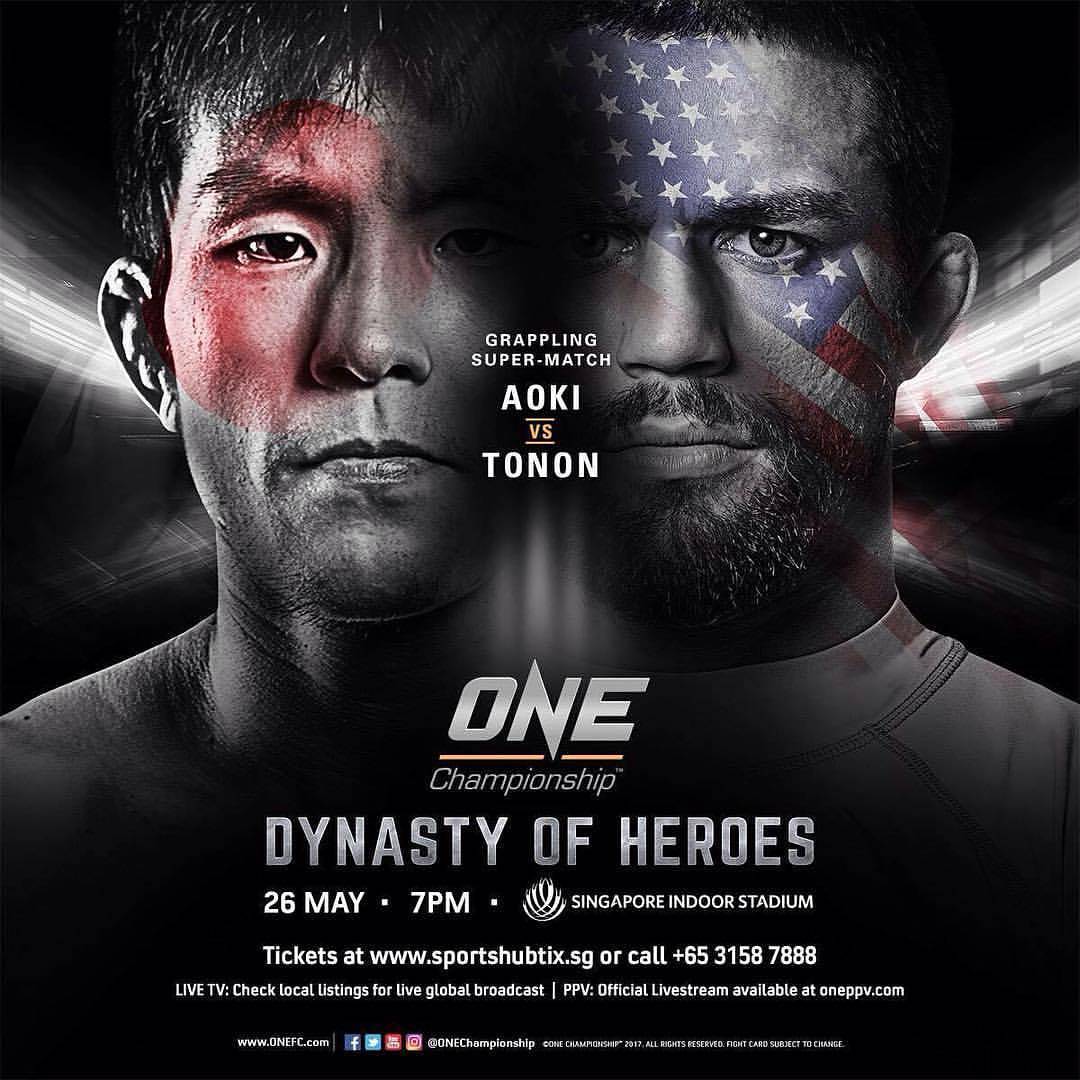 GRAPPLING
SUPER-MATCH
AOKI
VS
TONON
ONE
Championship™
DYNASTY OF HEROES
26 MAY · 7PM · SINGAPORE INDOOR STADIUM
Tickets at www.sportshubtix.sg or call +65 3158 7888
LIVE TV: Check local listings for live global broadcast | PPV: Official Livestream available at oneppv.com
www.ONEFC.com | @ONEChampionship ©ONE CHAMPIONSHIP™ 2017. ALL RIGHTS RESERVED. FIGHT CARD SUBJECT TO CHANGE.